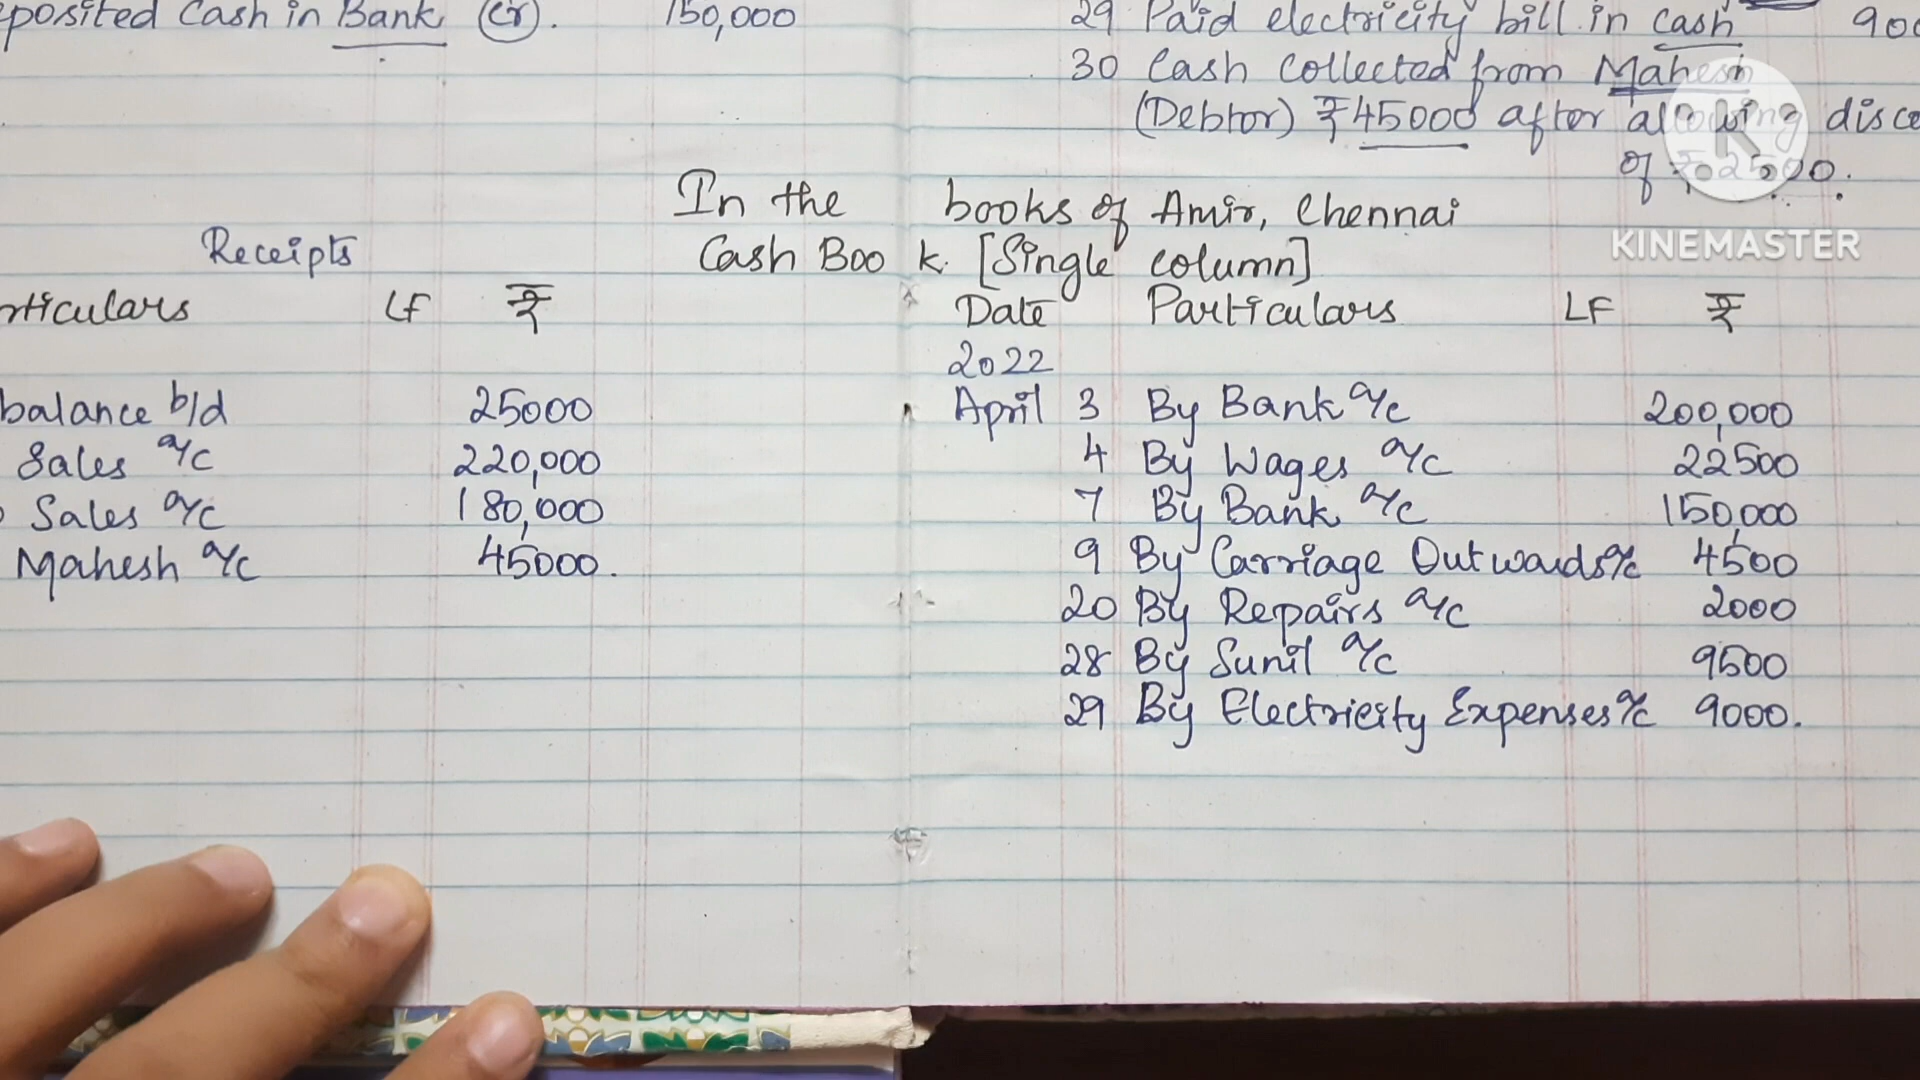 posited Cash in Bank (cr). 150,000
29 Paid electricity bill in cash 900
30 Cash collected from Mahesh
(Debtor) ₹45000 after allowing disco
of ₹ 2500.
In the books of Amir, Chennai
Receipts
Cash Book. [Single column]
rticulars LF ₹
Date Particulars LF ₹
2022
balance b/d 25000
April 3 By Bank a/c 200,000
Sales a/c 220,000
4 By Wages a/c 22500
Sales a/c 180,000
7 By Bank a/c 150,000
Mahesh a/c 45000.
9 By Carriage Outwards a/c 4500
20 By Repairs a/c 2000
28 By Sunil a/c 9500
29 By Electricity Expenses a/c 9000.
K
KINEMASTER